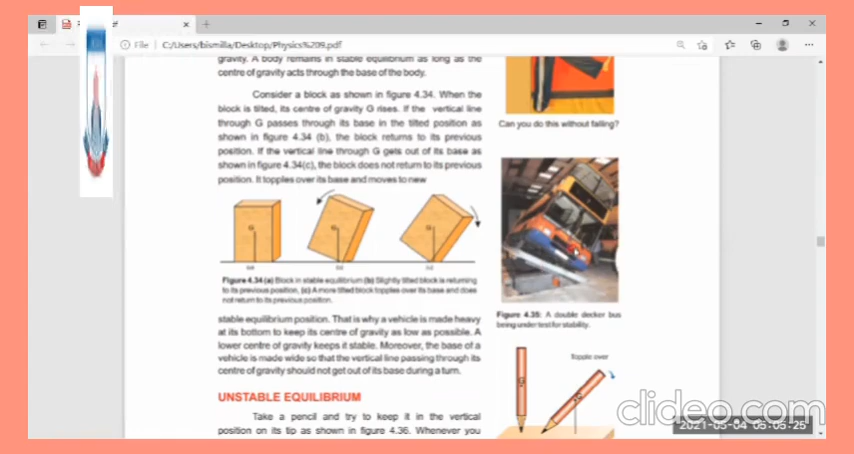 File | C:/Users/bismilla/Desktop/Physics%209.pdf
gravity. A body remains in stable equilibrium as long as the
centre of gravity acts through the base of the body.
Consider a block as shown in figure 4.34. When the
block is tilted, its centre of gravity G rises. If the vertical line
through G passes through its base in the tilted position as
shown in figure 4.34 (b), the block returns to its previous
position. If the vertical line through G gets out of its base as
shown in figure 4.34(c), the block does not return to its previous
position. It topples over its base and moves to new
G
G
G
Figure 4.34 (a) Block in stable equilibrium (b) Slightly tilted block is returning
to its previous position, (c) A more tilted block topples over its base and does
not return to its previous position.
stable equilibrium position. That is why a vehicle is made heavy
at its bottom to keep its centre of gravity as low as possible. A
lower centre of gravity keeps it stable. Moreover, the base of a
vehicle is made wide so that the vertical line passing through its
centre of gravity should not get out of its base during a turn.
UNSTABLE EQUILIBRIUM
Take a pencil and try to keep it in the vertical
position on its tip as shown in figure 4.36. Whenever you
Can you do this without falling?
Figure 4.35: A double decker bus
being under test for stability.
Topple over
G
clideo.com
2021-05-04 05:05:25